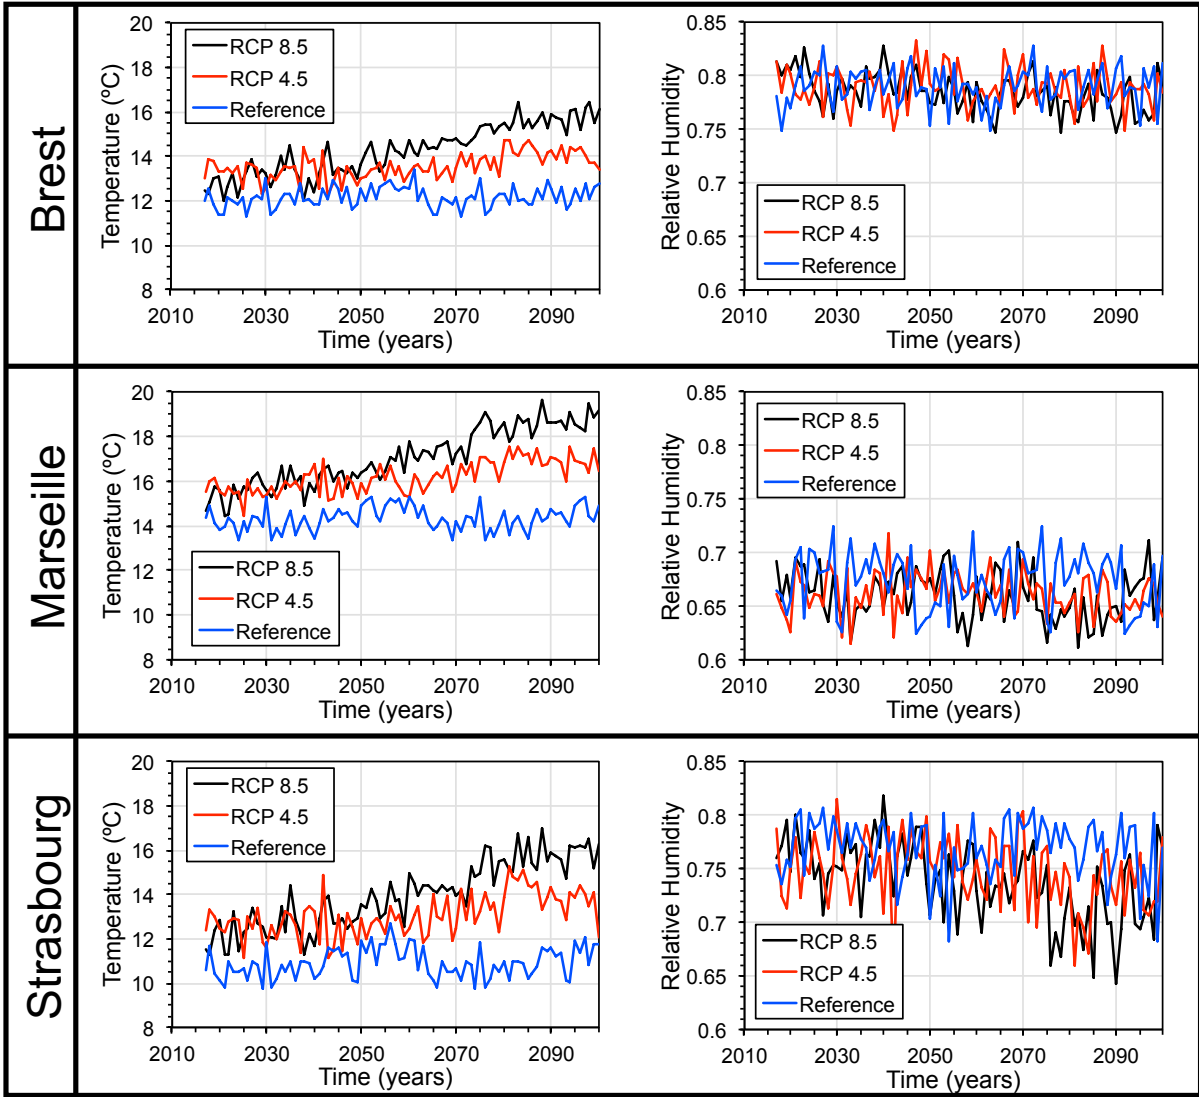 Brest
Temperature (ºC)
20
18
16
14
12
10
8
RCP 8.5
RCP 4.5
Reference
2010
2030
2050
2070
2090
Time (years)
Relative Humidity
0.85
0.8
0.75
0.7
0.65
0.6
RCP 8.5
RCP 4.5
Reference
2010
2030
2050
2070
2090
Time (years)
Marseille
Temperature (ºC)
20
18
16
14
12
10
8
RCP 8.5
RCP 4.5
Reference
2010
2030
2050
2070
2090
Time (years)
Relative Humidity
0.85
0.8
0.75
0.7
0.65
0.6
RCP 8.5
RCP 4.5
Reference
2010
2030
2050
2070
2090
Time (years)
Strasbourg
Temperature (ºC)
20
18
16
14
12
10
8
RCP 8.5
RCP 4.5
Reference
2010
2030
2050
2070
2090
Time (years)
Relative Humidity
0.85
0.8
0.75
0.7
0.65
0.6
RCP 8.5
RCP 4.5
Reference
2010
2030
2050
2070
2090
Time (years)